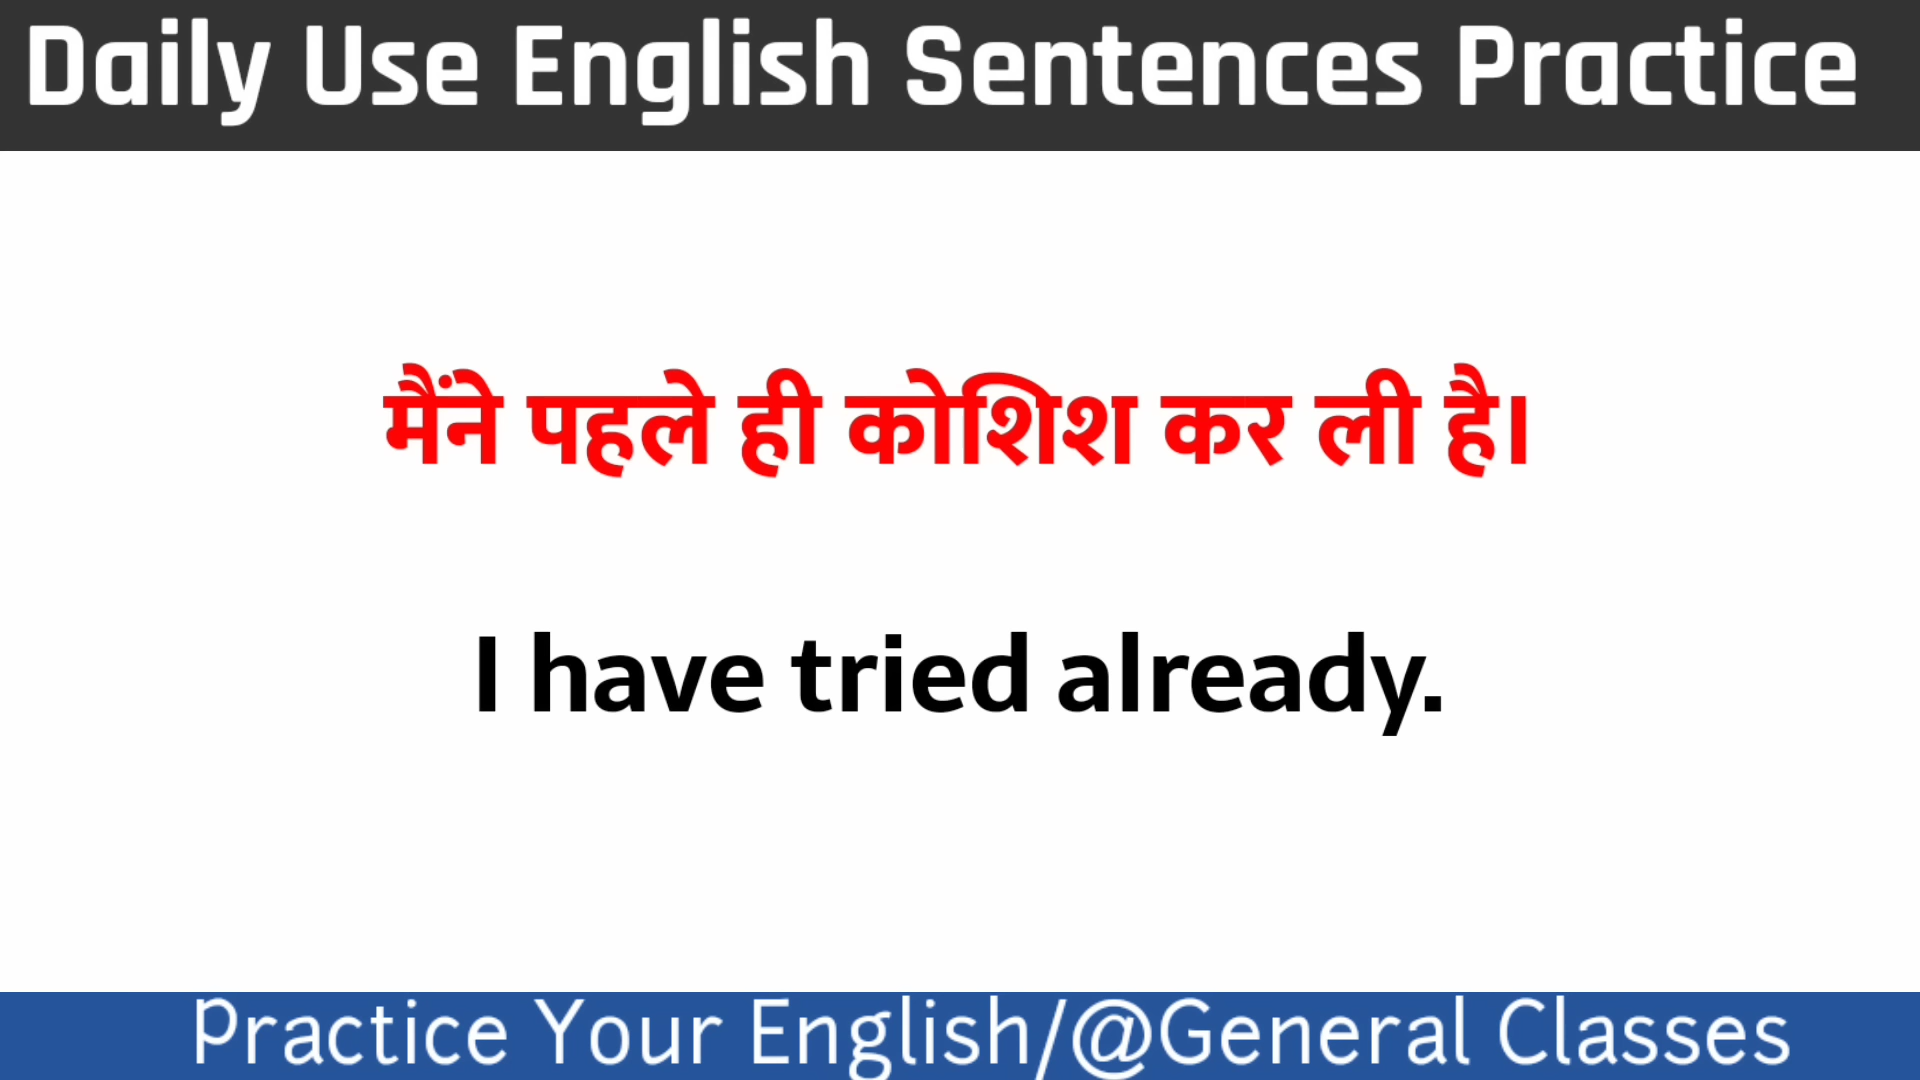 Daily Use English Sentences Practice
मैंने पहले ही कोशिश कर ली है।
I have tried already.
Practice Your English/@General Classes